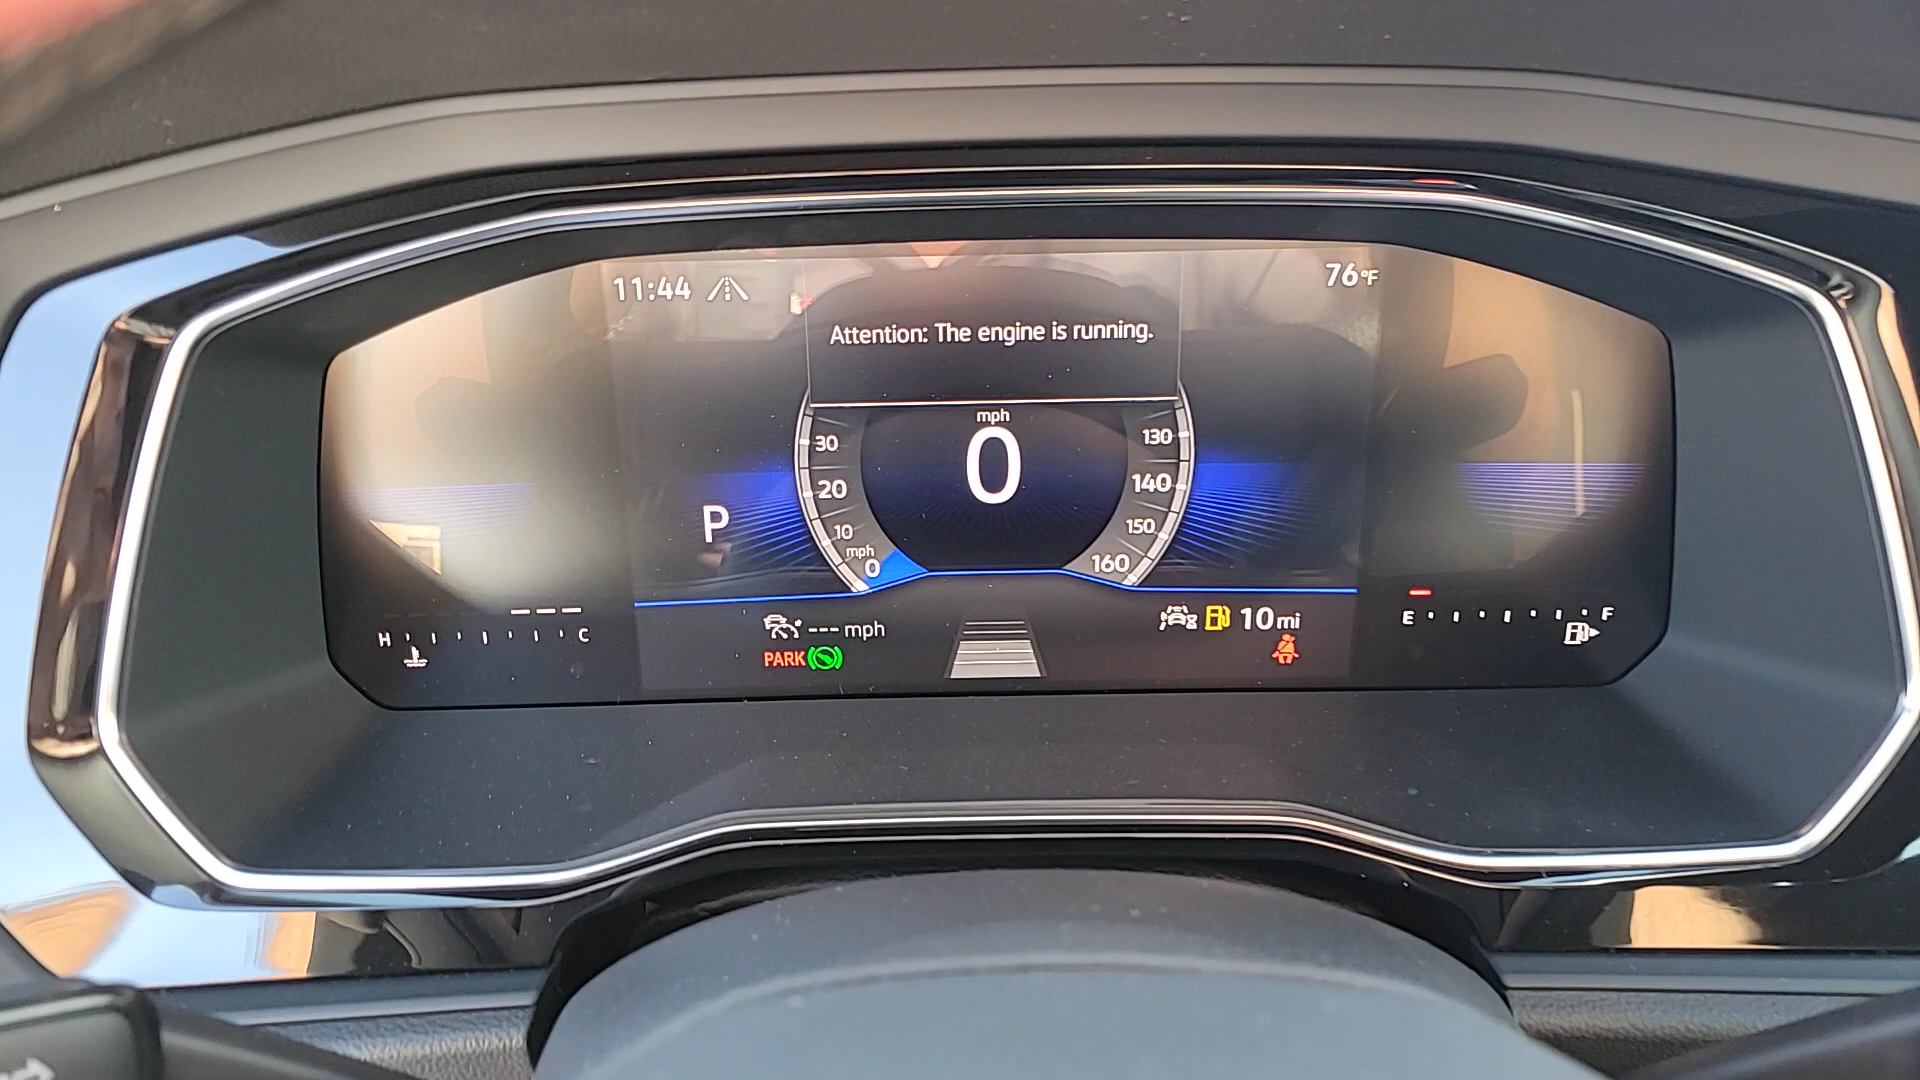 11:44
76°F
Attention: The engine is running.
mph
0
30
20
10
mph
0
130
140
150
160
P
--- mph
10 mi
PARK
H
C
E
F